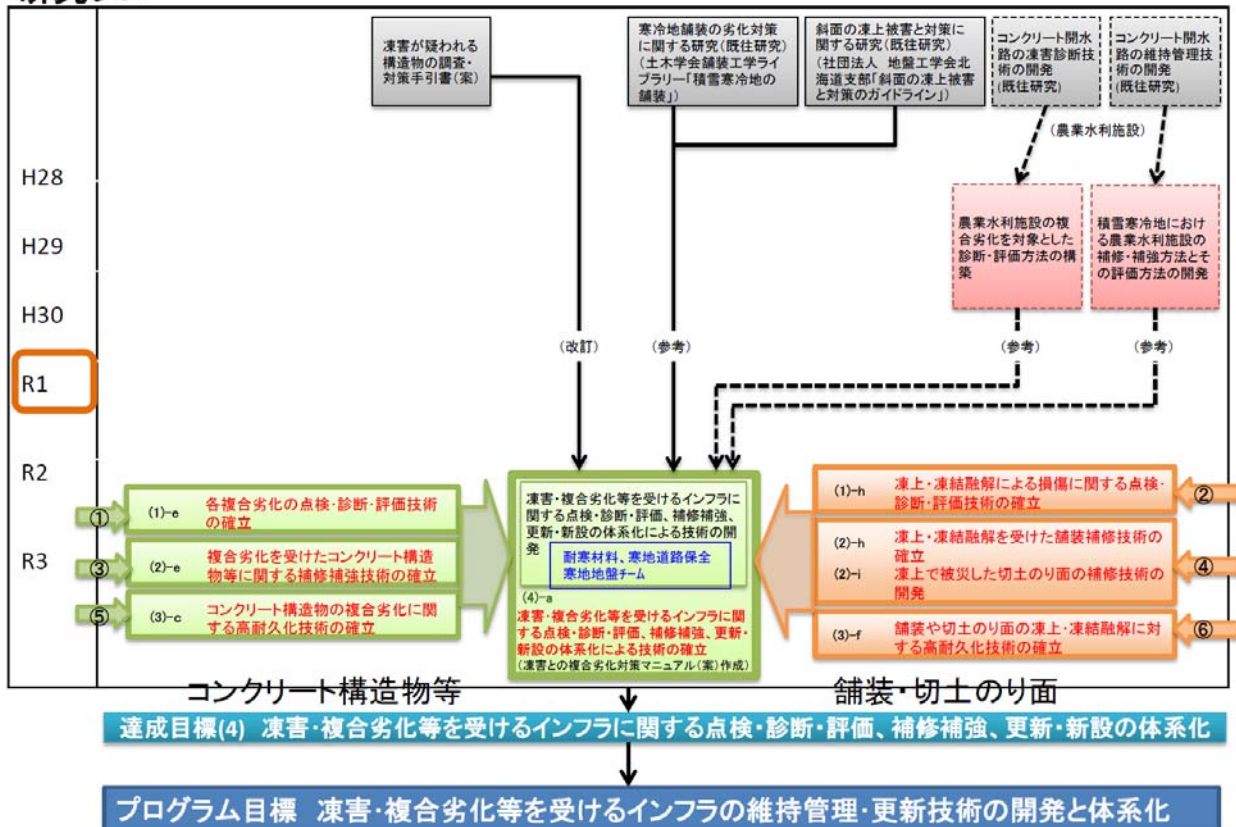 凍害が疑われる
構造物の調査・
対策手引書(案)
寒冷地舗装の劣化対策
に関する研究(既往研究)
(土木学会舗装工学ライ
ブラリー「積雪寒冷地の
舗装」)
斜面の凍上被害と対策に
関する研究(既往研究)
(社団法人 地盤工学会北
海道支部「斜面の凍上被害
と対策のガイドライン」)
コンクリート開水
路の凍害診断技
術の開発
(既往研究)
コンクリート開水
路の維持管理技
術の開発
(既往研究)
(農業水利施設)
H28
H29
H30
R1
R2
R3
農業水利施設の複
合劣化を対象とした
診断・評価方法の構
築
積雪寒冷地におけ
る農業水利施設の
補修・補強方法とそ
の評価方法の開発
(改訂)
(参考)
(参考)
(参考)
①
(1)-e 各複合劣化の点検・診断・評価技術
の確立
③
(2)-e 複合劣化を受けたコンクリート構造
物等に関する補修補強技術の確立
⑤
(3)-c コンクリート構造物の複合劣化に関
する高耐久化技術の確立
凍害・複合劣化等を受けるインフラに
関する点検・診断・評価、補修補強、
更新・新設の体系化による技術の開
発
耐寒材料、寒地道路保全
寒地地盤チーム
(4)-a
凍害・複合劣化等を受けるインフラに関
する点検・診断・評価、補修補強、更新・
新設の体系化による技術の確立
(凍害との複合劣化対策マニュアル(案)作成)
(1)-h 凍上・凍結融解による損傷に関する点検・
診断・評価技術の確立
②
(2)-h 凍上・凍結融解を受けた舗装補修技術の
確立
(2)-i 凍上で被災した切土のり面の補修技術の
開発
④
(3)-f 舗装や切土のり面の凍上・凍結融解に対
する高耐久化技術の確立
⑥
コンクリート構造物等
舗装・切土のり面
達成目標(4) 凍害・複合劣化等を受けるインフラに関する点検・診断・評価、補修補強、更新・新設の体系化
プログラム目標 凍害・複合劣化等を受けるインフラの維持管理・更新技術の開発と体系化